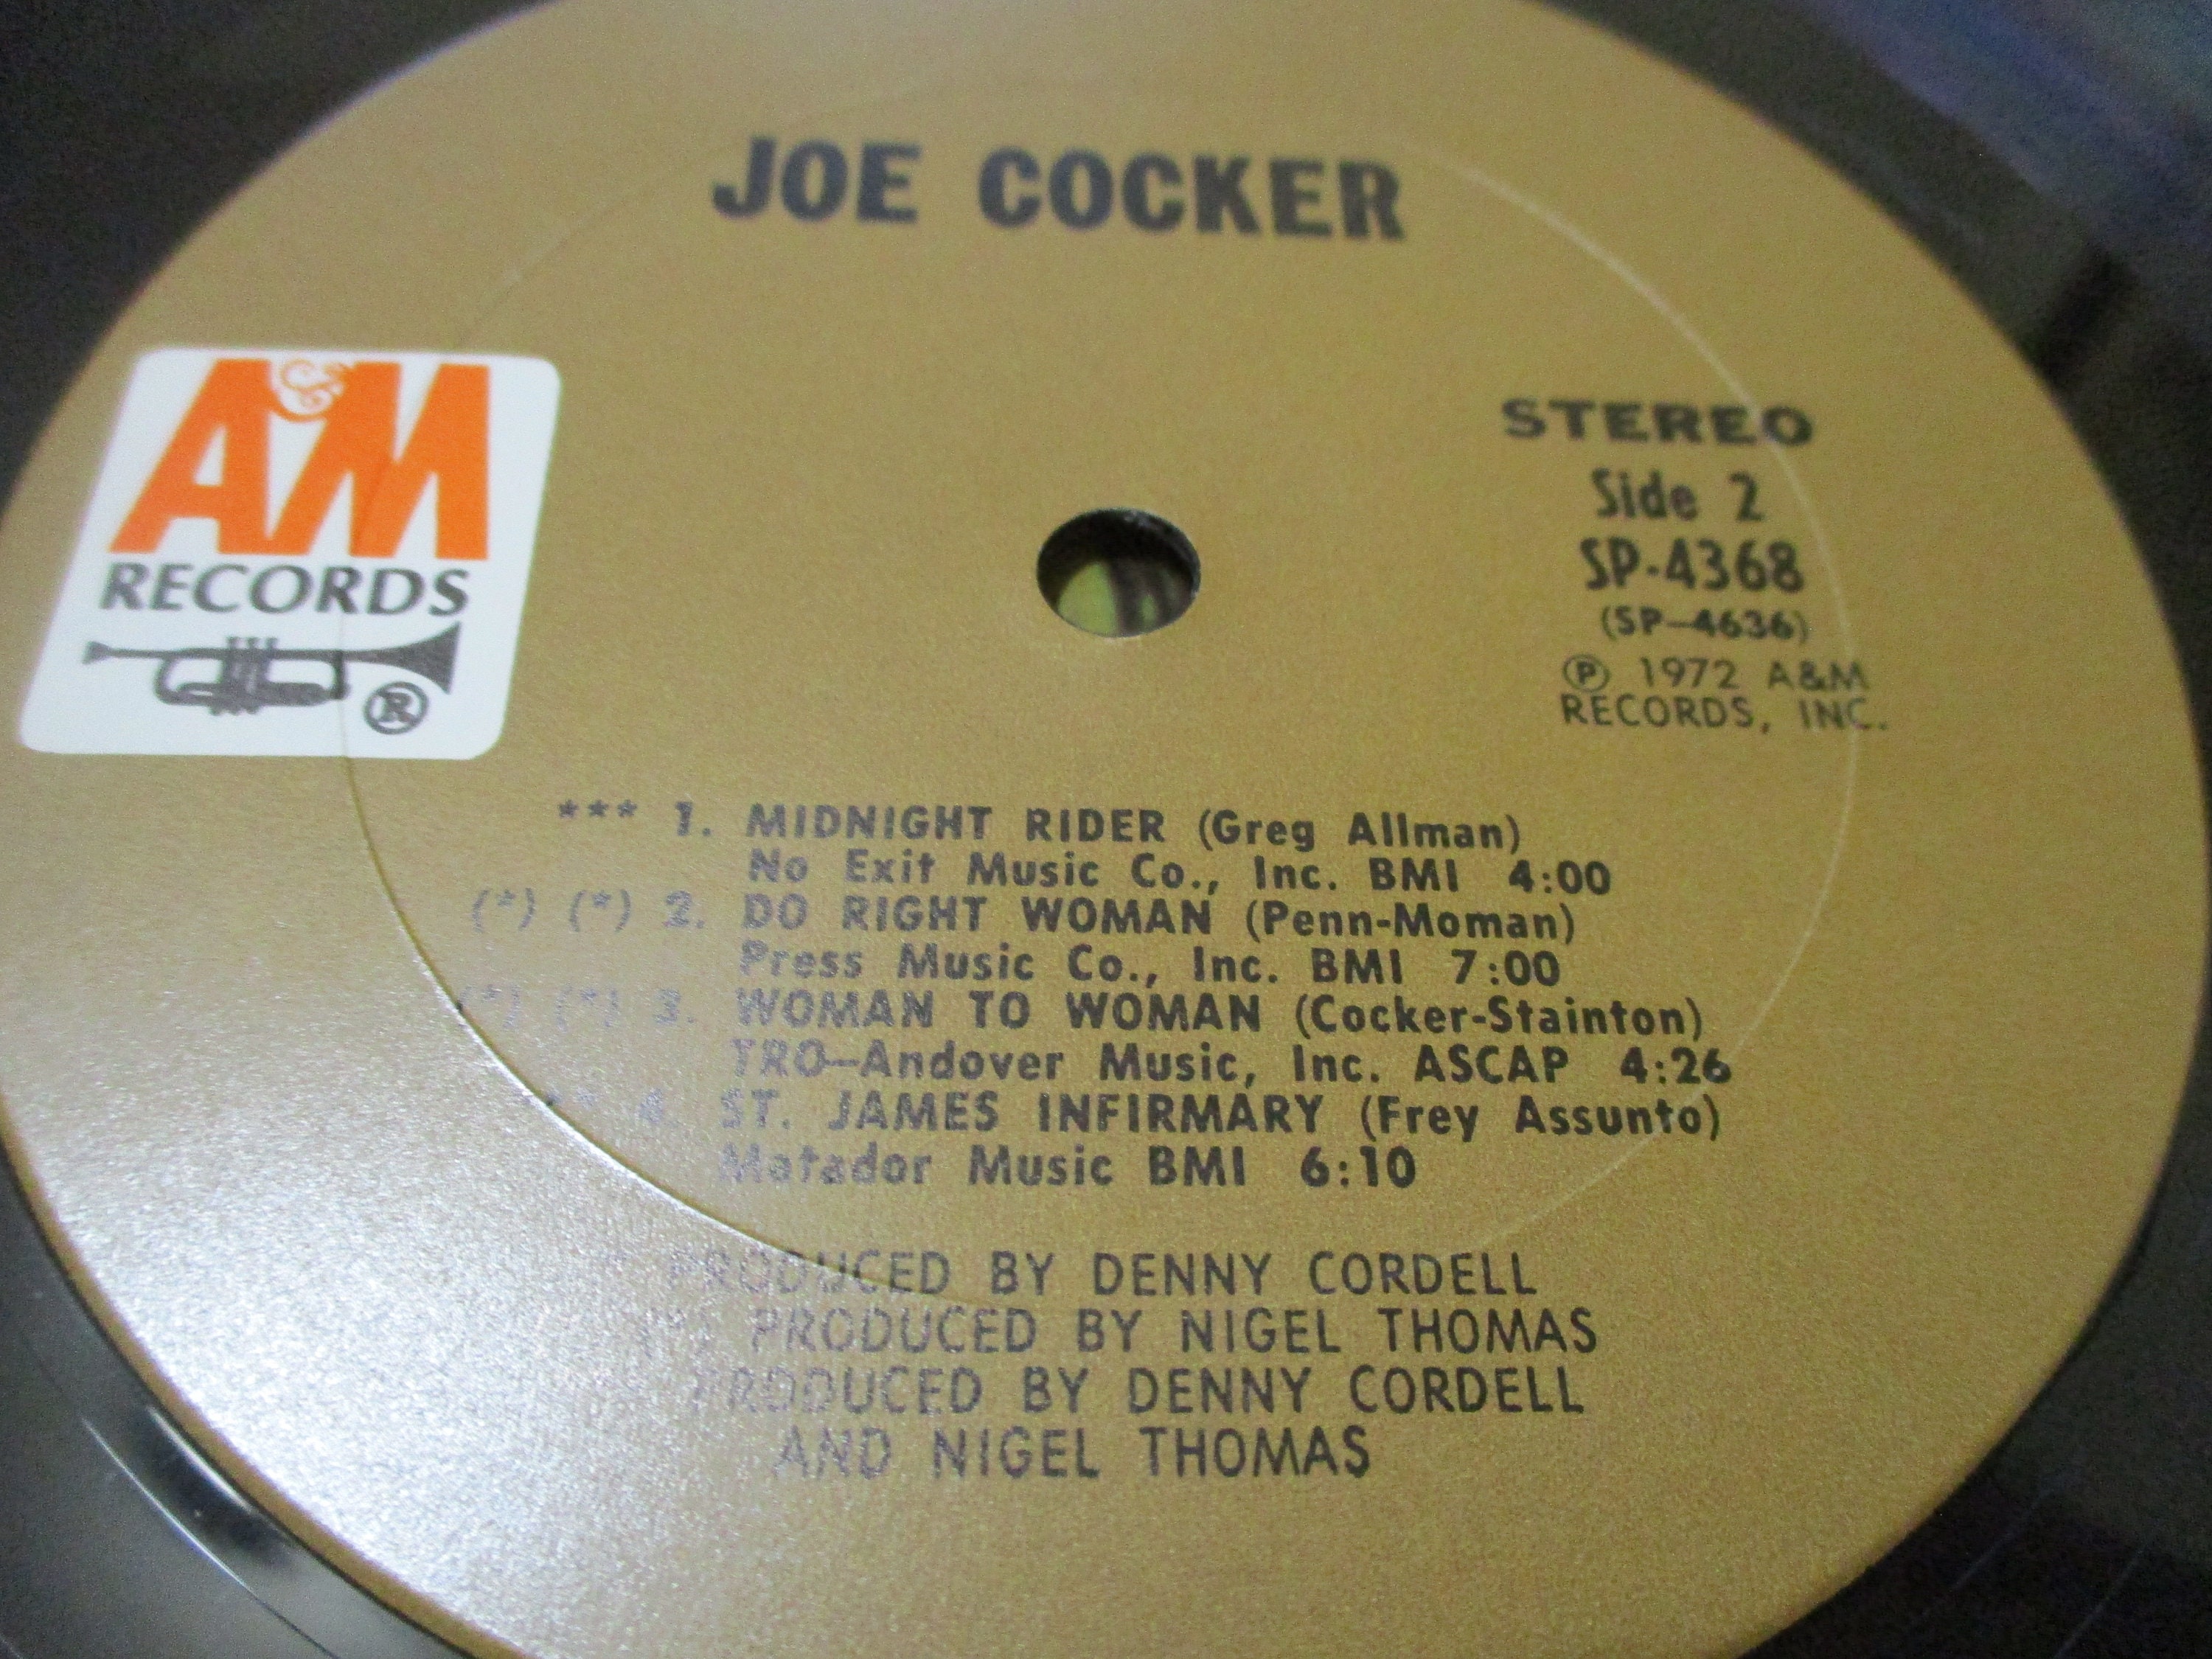 JOE COCKER
A&M
RECORDS
®
STEREO
Side 2
SP-4368
(SP-4636)
℗ 1972 A&M
RECORDS, INC.
*** 1. MIDNIGHT RIDER (Greg Allman)
No Exit Music Co., Inc. BMI 4:00
(*) (*) 2. DO RIGHT WOMAN (Penn-Moman)
Press Music Co., Inc. BMI 7:00
(*) (*) 3. WOMAN TO WOMAN (Cocker-Stainton)
TRO-Andover Music, Inc. ASCAP 4:26
4. ST. JAMES INFIRMARY (Frey Assunto)
Matador Music BMI 6:10
PRODUCED BY DENNY CORDELL
(*) PRODUCED BY NIGEL THOMAS
PRODUCED BY DENNY CORDELL
AND NIGEL THOMAS